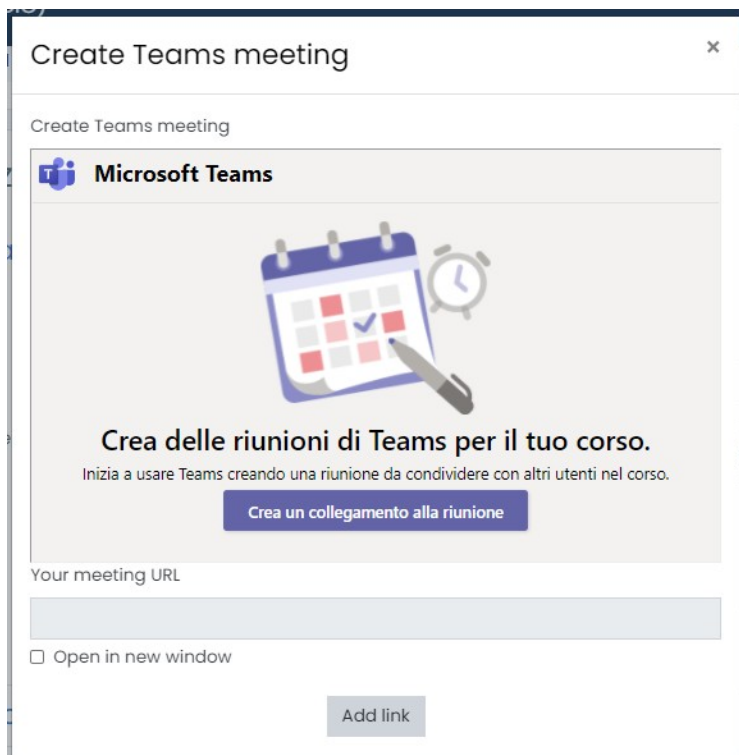 Create Teams meeting
×
Create Teams meeting
Microsoft Teams
Crea delle riunioni di Teams per il tuo corso.
Inizia a usare Teams creando una riunione da condividere con altri utenti nel corso.
Crea un collegamento alla riunione
Your meeting URL
Open in new window
Add link